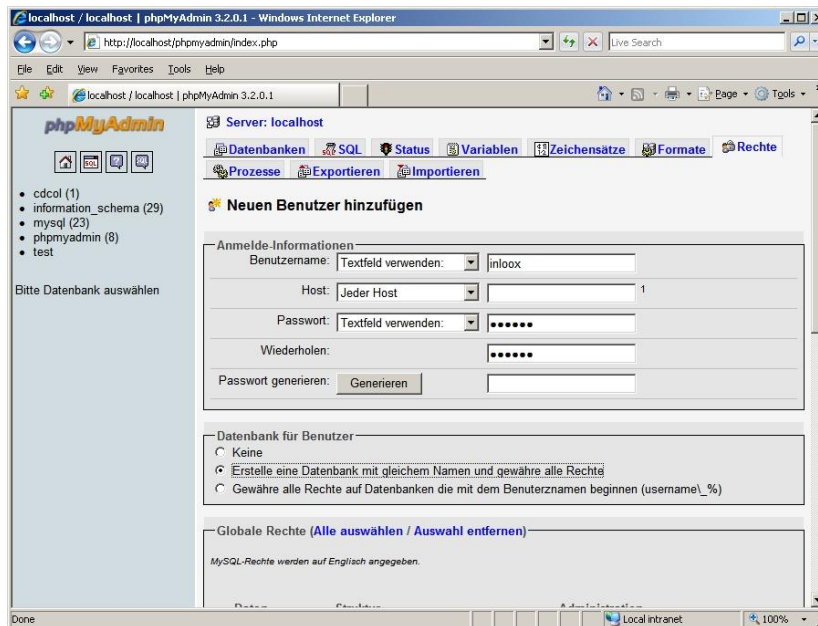 localhost / localhost | phpMyAdmin 3.2.0.1 - Windows Internet Explorer
http://localhost/phpmyadmin/index.php Live Search
File Edit View Favorites Tools Help
localhost / localhost | phpMyAdmin 3.2.0.1 Page Tools
phpMyAdmin
SQL
cdcol (1)
information_schema (29)
mysql (23)
phpmyadmin (8)
test
Bitte Datenbank auswählen
Server: localhost
Datenbanken SQL Status Variablen Zeichensätze Formate Rechte
Prozesse Exportieren Importieren
Neuen Benutzer hinzufügen
Anmelde-Informationen
Benutzername: Textfeld verwenden: inloox
Host: Jeder Host 1
Passwort: Textfeld verwenden: ••••••
Wiederholen: ••••••
Passwort generieren: Generieren
Datenbank für Benutzer
Keine
Erstelle eine Datenbank mit gleichem Namen und gewähre alle Rechte
Gewähre alle Rechte auf Datenbanken die mit dem Benuterznamen beginnen (username\_%)
Globale Rechte (Alle auswählen / Auswahl entfernen)
MySQL-Rechte werden auf Englisch angegeben.
Daten Struktur Administration
Done Local intranet 100%